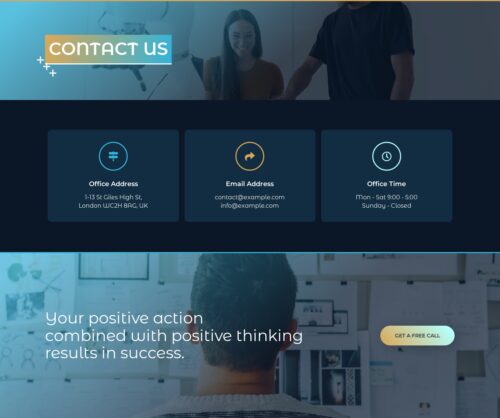 CONTACT US
Office Address
1-13 St Giles High St,
London WC2H 8AG, UK
Email Address
contact@example.com
info@example.com
Office Time
Mon - Sat 9:00 - 5:00
Sunday - Closed
Your positive action
combined with positive thinking
results in success.
GET A FREE CALL